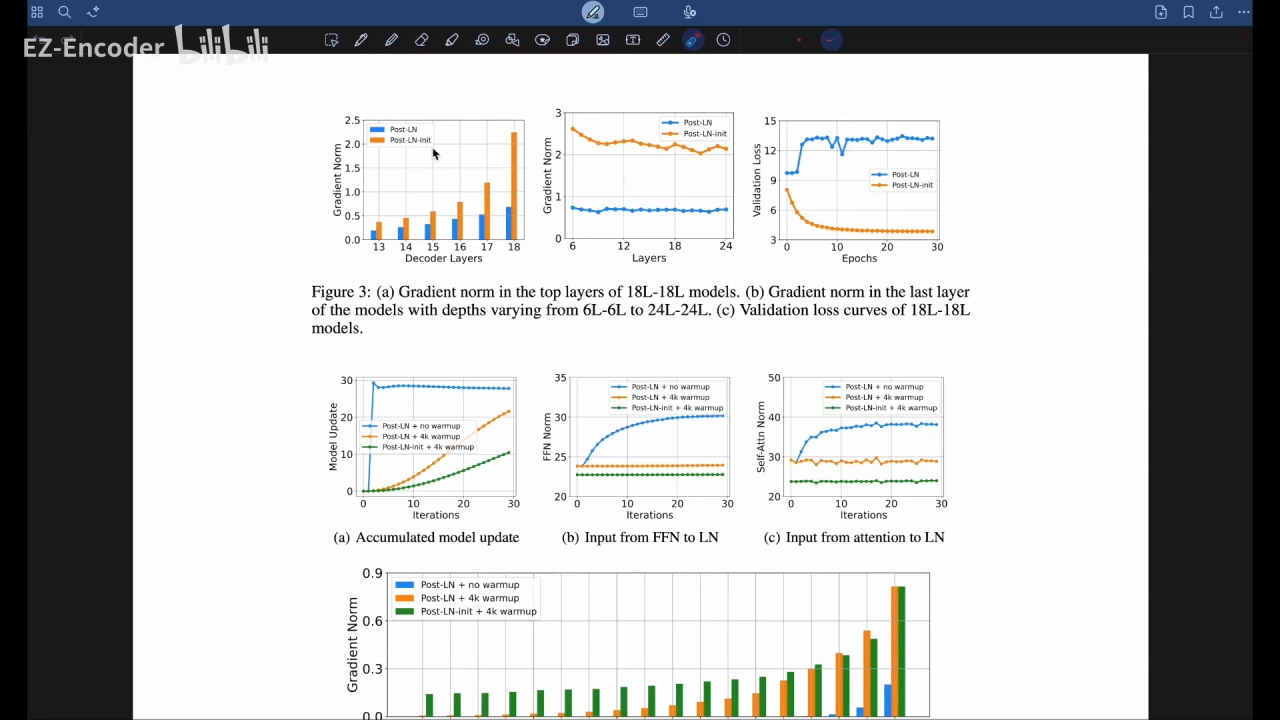 EZ-Encoder bilibili
2.5
2.0
1.5
1.0
0.5
0.0
Gradient Norm
Post-LN
Post-LN-init
13 14 15 16 17 18
Decoder Layers
3
2
1
0
Gradient Norm
Post-LN
Post-LN-init
6 12 18 24
Layers
15
12
9
6
3
Validation Loss
Post-LN
Post-LN-init
0 10 20 30
Epochs
Figure 3: (a) Gradient norm in the top layers of 18L-18L models. (b) Gradient norm in the last layer
of the models with depths varying from 6L-6L to 24L-24L. (c) Validation loss curves of 18L-18L
models.
30
20
10
0
Model Update
Post-LN + no warmup
Post-LN + 4k warmup
Post-LN-init + 4k warmup
0 10 20 30
Iterations
(a) Accumulated model update
35
30
25
20
FFN Norm
Post-LN + no warmup
Post-LN + 4k warmup
Post-LN-init + 4k warmup
0 10 20 30
Iterations
(b) Input from FFN to LN
50
40
30
20
Self-Attn Norm
Post-LN + no warmup
Post-LN + 4k warmup
Post-LN-init + 4k warmup
0 10 20 30
Iterations
(c) Input from attention to LN
0.9
0.6
0.3
0.0
Gradient Norm
Post-LN + no warmup
Post-LN + 4k warmup
Post-LN-init + 4k warmup